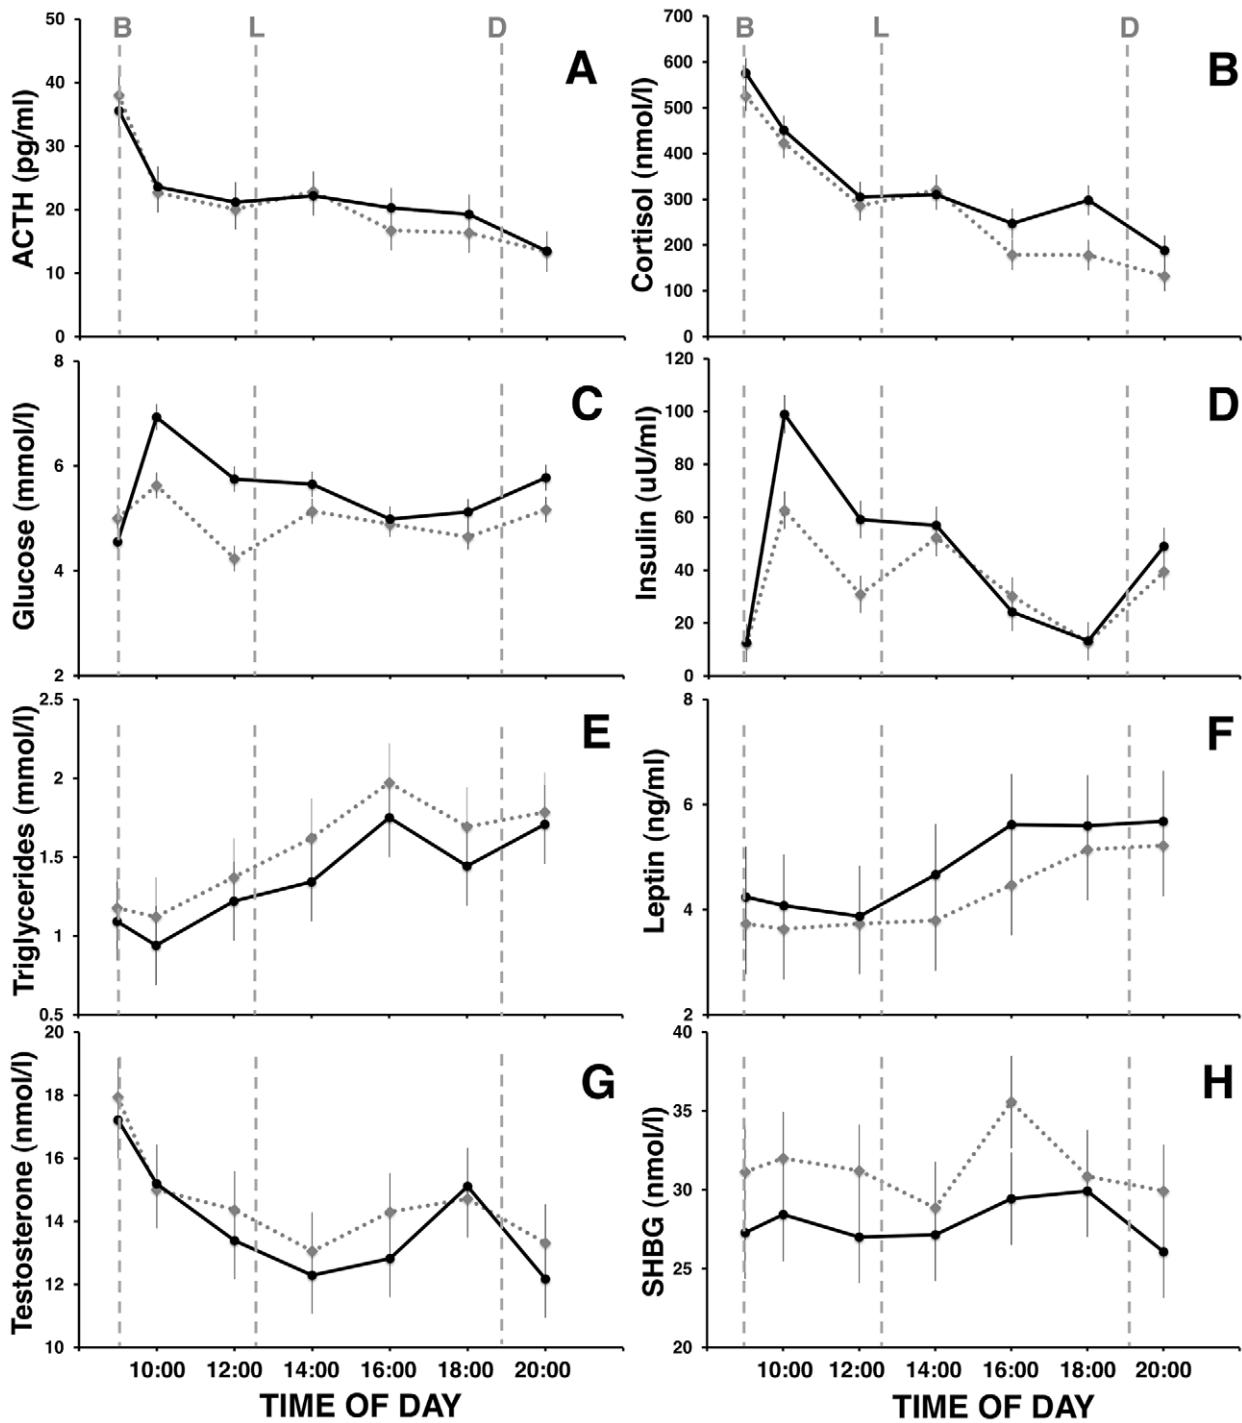 B L D
A
ACTH (pg/ml)
50
40
30
20
10
0
B L D
B
Cortisol (nmol/l)
700
600
500
400
300
200
100
0
C
Glucose (mmol/l)
8
6
4
2
D
Insulin (uU/ml)
120
100
80
60
40
20
0
E
Triglycerides (mmol/l)
2.5
2
1.5
1
0.5
F
Leptin (ng/ml)
8
6
4
2
G
Testosterone (nmol/l)
20
18
16
14
12
10
10:00 12:00 14:00 16:00 18:00 20:00
TIME OF DAY
H
SHBG (nmol/l)
40
35
30
25
20
10:00 12:00 14:00 16:00 18:00 20:00
TIME OF DAY